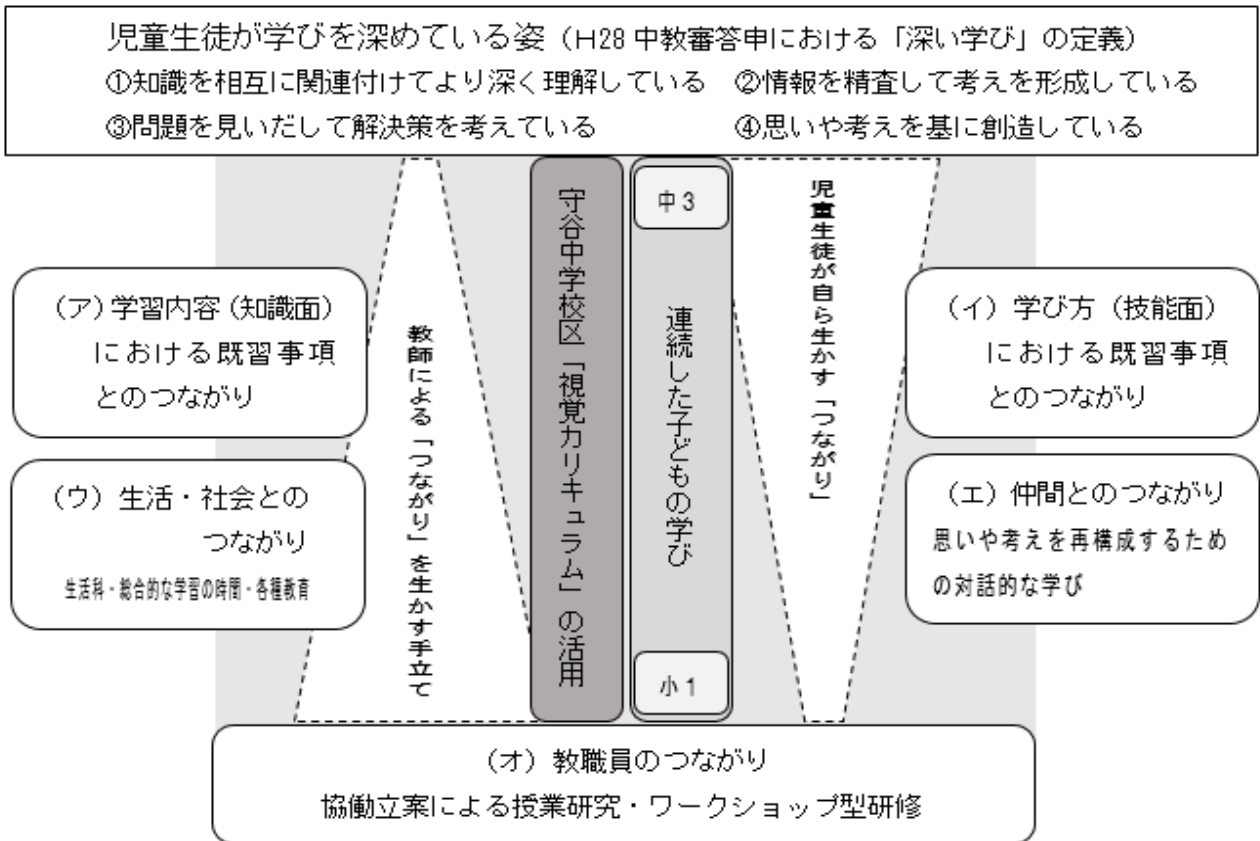 児童生徒が学びを深めている姿（H28 中教審答申における「深い学び」の定義）
①知識を相互に関連付けてより深く理解している　②情報を精査して考えを形成している
③問題を見いだして解決策を考えている　④思いや考えを基に創造している
（ア）学習内容（知識面）
における既習事項
とのつながり
（ウ）生活・社会との
つながり
生活科・総合的な学習の時間・各種教育
教師による「つながり」を生かす手立て
守谷中学校区「視覚カリキュラム」の活用
中３
連続した子どもの学び
小１
児童生徒が自ら生かす「つながり」
（イ）学び方（技能面）
における既習事項
とのつながり
（エ）仲間とのつながり
思いや考えを再構成するため
の対話的な学び
（オ）教職員のつながり
協働立案による授業研究・ワークショップ型研修